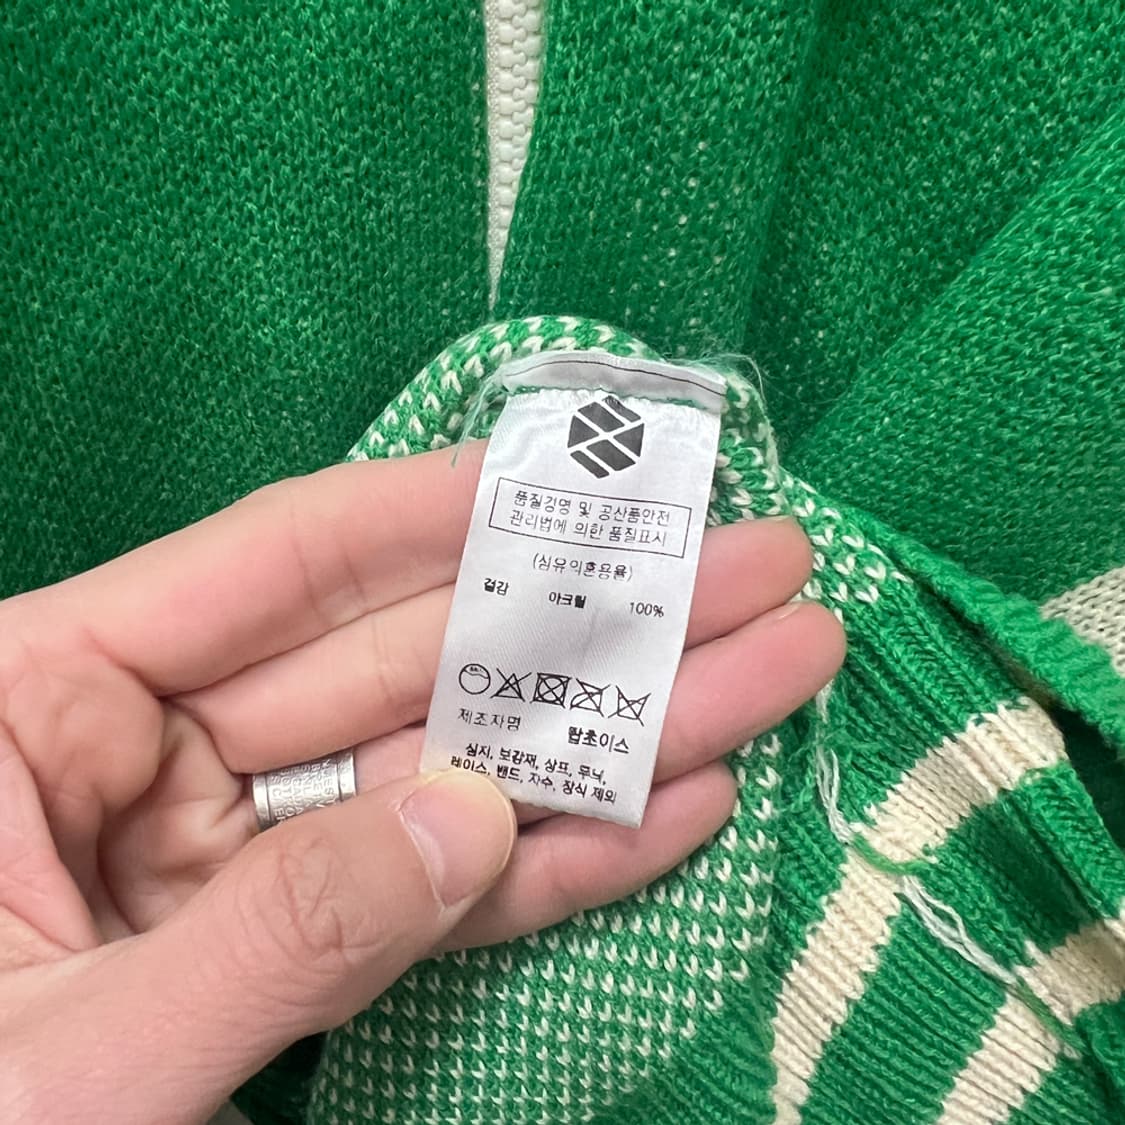 품질경명 및 공산품안전
관리법에 의한 품질표시
(섬유의혼용율)
겉감 아크릴 100%
제조자명 탑초이스
심지, 보강재, 상표, 무늬,
레이스, 밴드, 자수, 장식 제외